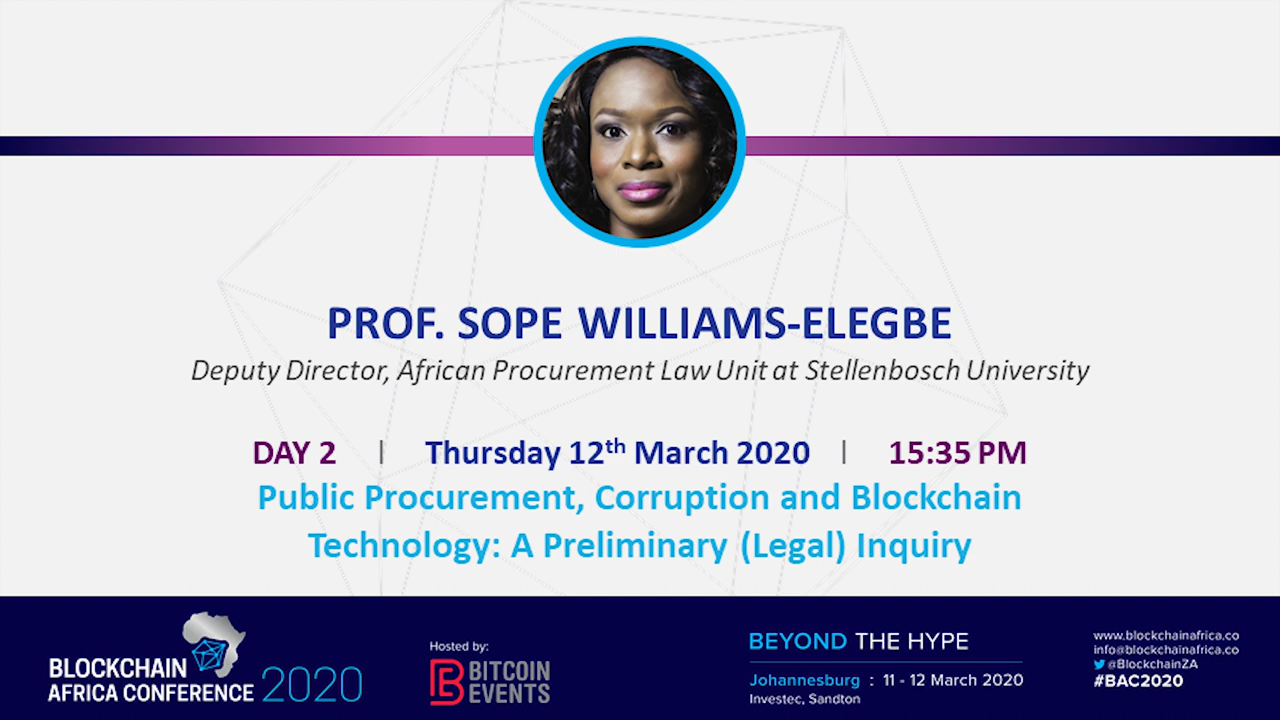 PROF. SOPE WILLIAMS-ELEGBE
Deputy Director, African Procurement Law Unit at Stellenbosch University
DAY 2 | Thursday 12th March 2020 | 15:35 PM
Public Procurement, Corruption and Blockchain
Technology: A Preliminary (Legal) Inquiry
BLOCKCHAIN
AFRICA CONFERENCE 2020
Hosted by:
BITCOIN
EVENTS
BEYOND THE HYPE
Johannesburg : 11 - 12 March 2020
Investec, Sandton
www.blockchainafrica.co
info@blockchainafrica.co
@BlockchainZA
#BAC2020